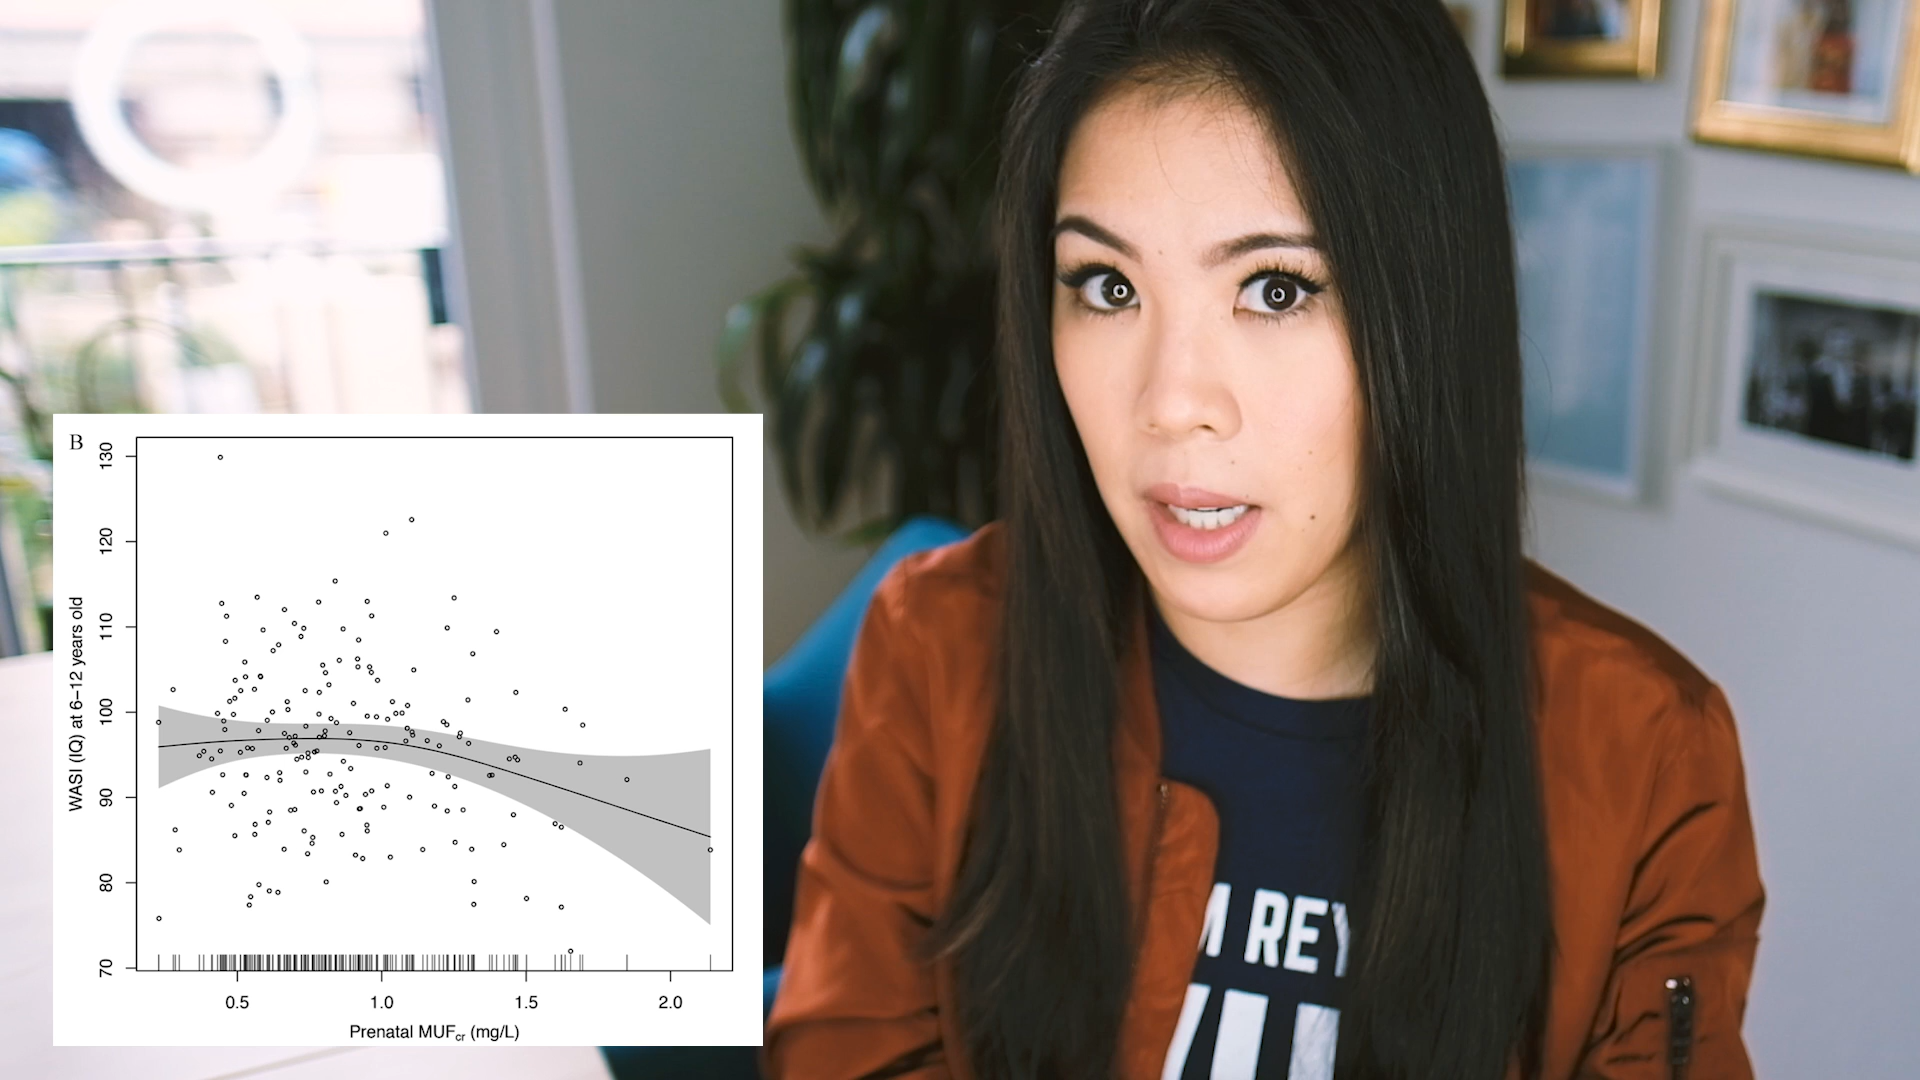 B
WASI (IQ) at 6–12 years old
130
120
110
100
90
80
70
0.5 1.0 1.5 2.0
Prenatal MUFcr (mg/L)
M REY